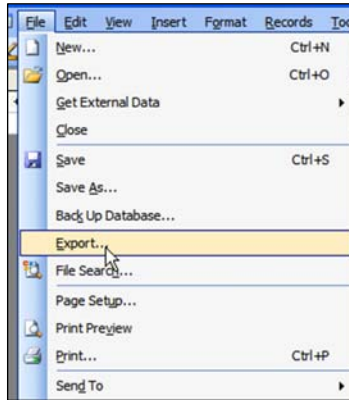 File Edit View Insert Format Records
New... Ctrl+N
Open... Ctrl+O
Get External Data
Close
Save Ctrl+S
Save As...
Back Up Database...
Export...
File Search...
Page Setup...
Print Preview
Print... Ctrl+P
Send To